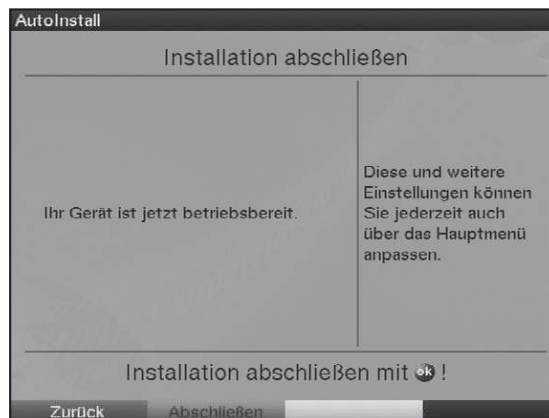 AutoInstall
Installation abschließen
Ihr Gerät ist jetzt betriebsbereit.
Diese und weitere
Einstellungen können
Sie jederzeit auch
über das Hauptmenü
anpassen.
Installation abschließen mit ok !
Zurück Abschließen